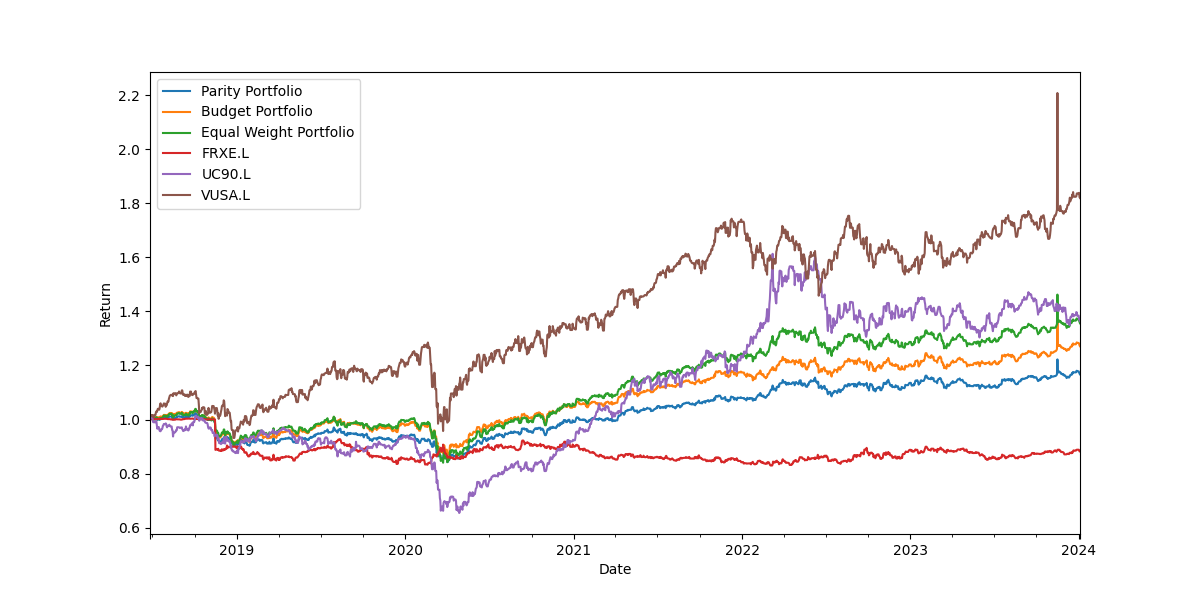 Parity Portfolio
Budget Portfolio
Equal Weight Portfolio
FRXE.L
UC90.L
VUSA.L
2.2
2.0
1.8
1.6
1.4
1.2
1.0
0.8
0.6
Return
2019
2020
2021
2022
2023
2024
Date